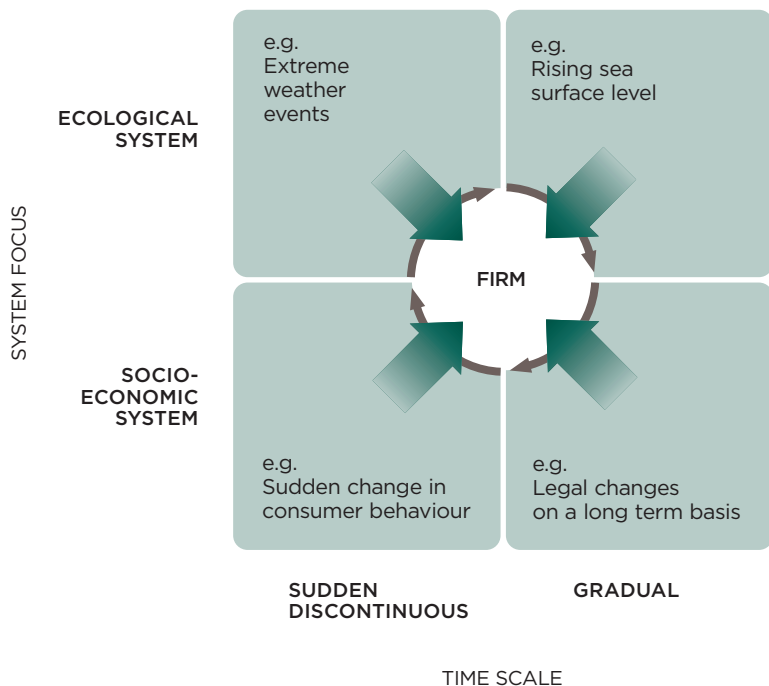 e.g.
Extreme
weather
events
e.g.
Rising sea
surface level
ECOLOGICAL
SYSTEM
SYSTEM FOCUS
FIRM
SOCIO-
ECONOMIC
SYSTEM
e.g.
Sudden change in
consumer behaviour
e.g.
Legal changes
on a long term basis
SUDDEN
DISCONTINUOUS
GRADUAL
TIME SCALE